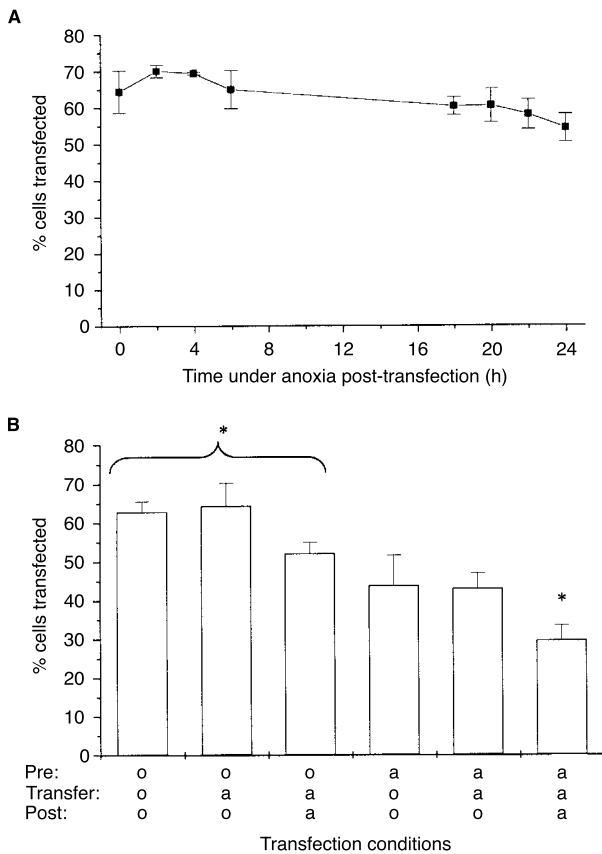 A
80
70
60
50
40
30
20
10
0
% cells transfected
0 4 8 12 16 20 24
Time under anoxia post-transfection (h)
B
*
80
70
60
50
40
30
20
10
0
% cells transfected
*
Pre: o o o a a a
Transfer: o a a o a a
Post: o o a o o a
Transfection conditions